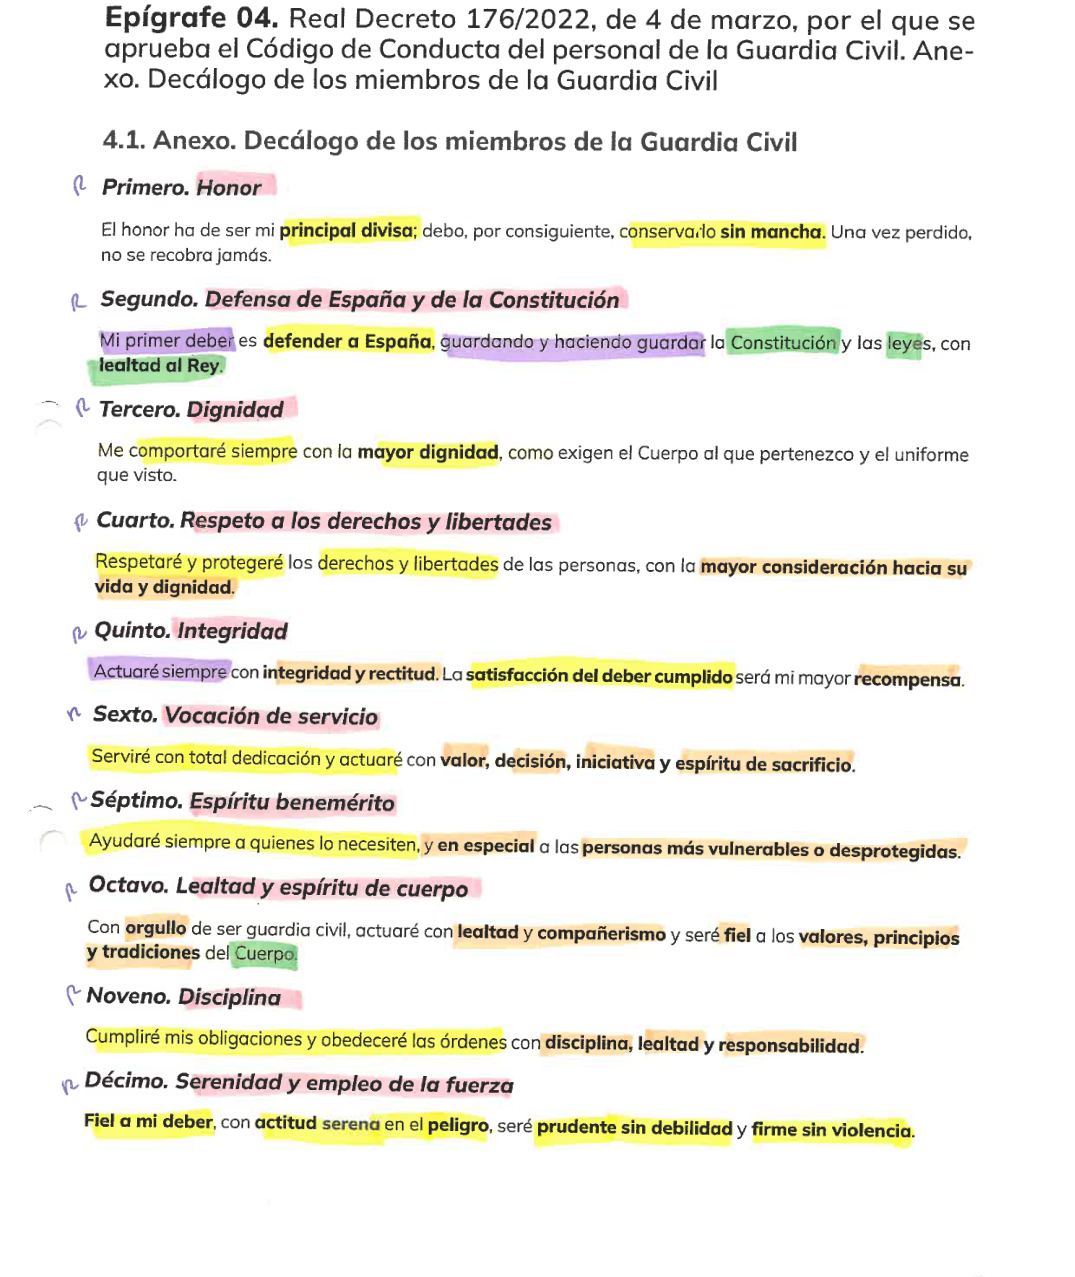 Epígrafe 04. Real Decreto 176/2022, de 4 de marzo, por el que se
aprueba el Código de Conducta del personal de la Guardia Civil. Ane-
xo. Decálogo de los miembros de la Guardia Civil
4.1. Anexo. Decálogo de los miembros de la Guardia Civil
Primero. Honor
El honor ha de ser mi principal divisa; debo, por consiguiente, conservarlo sin mancha. Una vez perdido,
no se recobra jamás.
Segundo. Defensa de España y de la Constitución
Mi primer deber es defender a España, guardando y haciendo guardar la Constitución y las leyes, con
lealtad al Rey.
Tercero. Dignidad
Me comportaré siempre con la mayor dignidad, como exigen el Cuerpo al que pertenezco y el uniforme
que visto.
Cuarto. Respeto a los derechos y libertades
Respetaré y protegeré los derechos y libertades de las personas, con la mayor consideración hacia su
vida y dignidad.
Quinto. Integridad
Actuaré siempre con integridad y rectitud. La satisfacción del deber cumplido será mi mayor recompensa.
Sexto. Vocación de servicio
Serviré con total dedicación y actuaré con valor, decisión, iniciativa y espíritu de sacrificio.
Séptimo. Espíritu benemérito
Ayudaré siempre a quienes lo necesiten, y en especial a las personas más vulnerables o desprotegidas.
Octavo. Lealtad y espíritu de cuerpo
Con orgullo de ser guardia civil, actuaré con lealtad y compañerismo y seré fiel a los valores, principios
y tradiciones del Cuerpo.
Noveno. Disciplina
Cumpliré mis obligaciones y obedeceré las órdenes con disciplina, lealtad y responsabilidad.
Décimo. Serenidad y empleo de la fuerza
Fiel a mi deber, con actitud serena en el peligro, seré prudente sin debilidad y firme sin violencia.